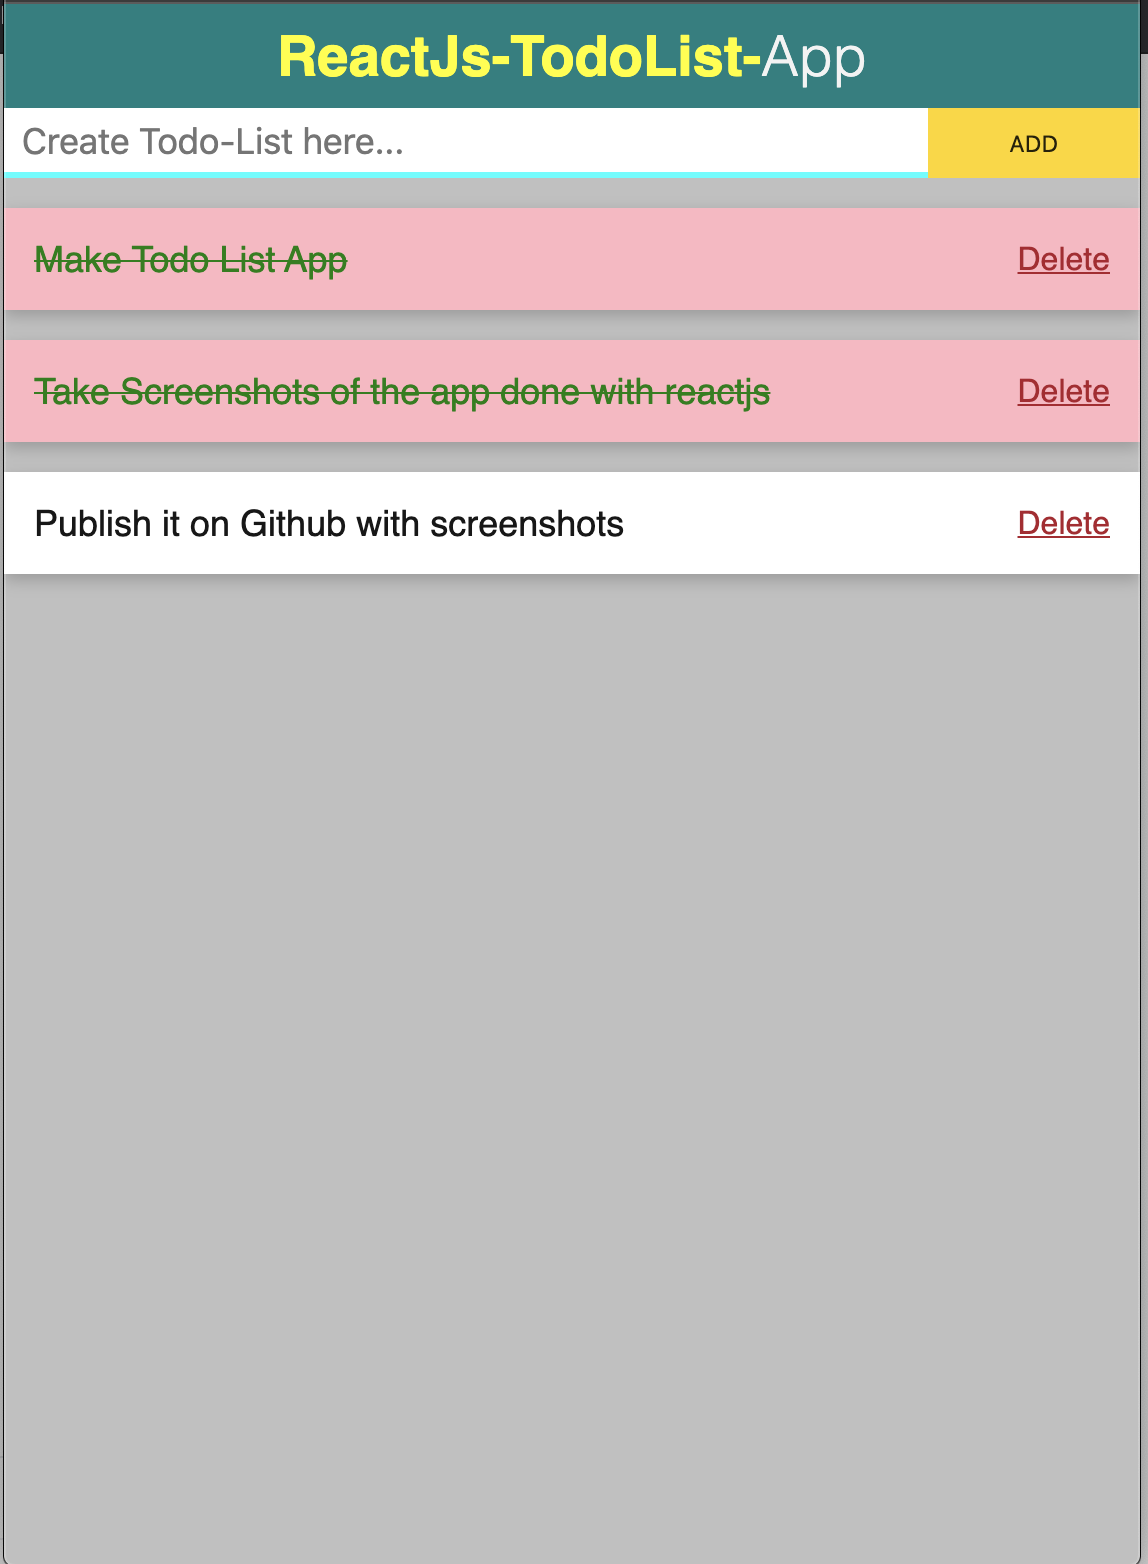 ReactJs-TodoList-App
Create Todo-List here...
ADD
Make Todo List App
Delete
Take Screenshots of the app done with reactjs
Delete
Publish it on Github with screenshots
Delete